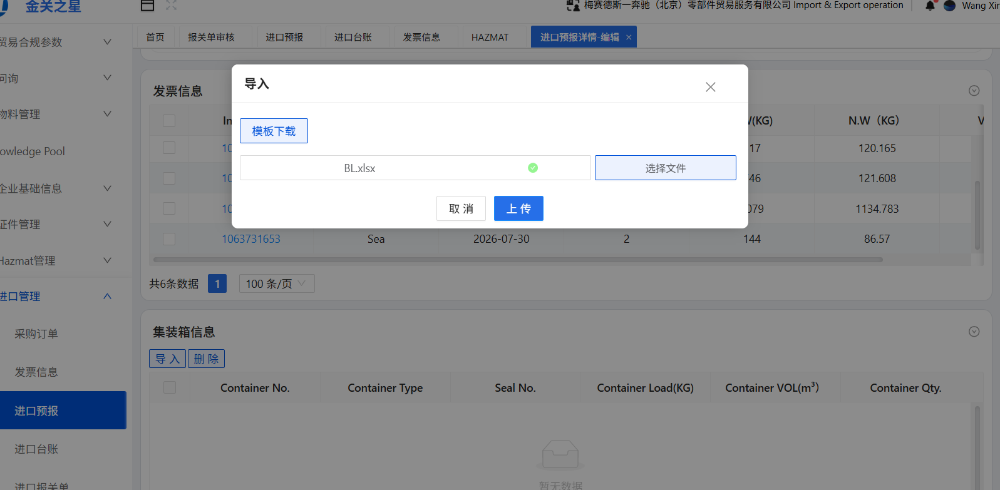 金关之星
梅赛德斯一奔驰（北京）零部件贸易服务有限公司 Import & Export operation
Wang Xin
首页 报关单审核 进口预报 进口台账 发票信息 HAZMAT 进口预报详情-编辑
贸易合规参数
问询
物料管理
owledge Pool
企业基础信息
证件管理
Hazmat管理
进口管理
采购订单
发票信息
进口预报
进口台账
进口报关单
导入
模板下载
BL.xlsx 选择文件
取 消 上 传
发票信息
In W(KG) N.W（KG） V
10 17 120.165
10 46 121.608
10 079 1134.783
1063731653 Sea 2026-07-30 2 144 86.57
共6条数据 1 100 条/页
集装箱信息
导 入 删 除
Container No. Container Type Seal No. Container Load(KG) Container VOL(m³) Container Qty.
暂无数据